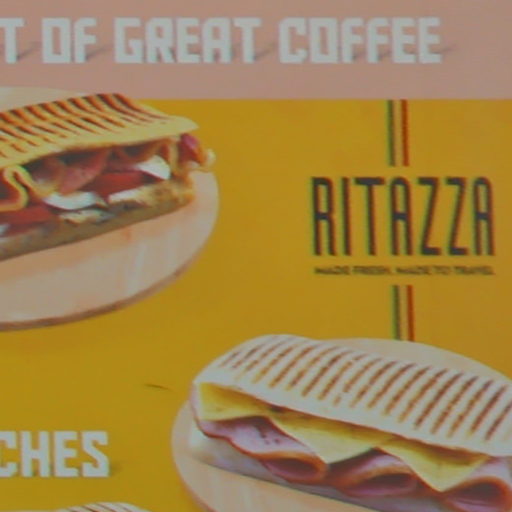 T OF GREAT COFFEE
RITAZZA
MADE FRESH, MADE TO TRAVEL
CHES